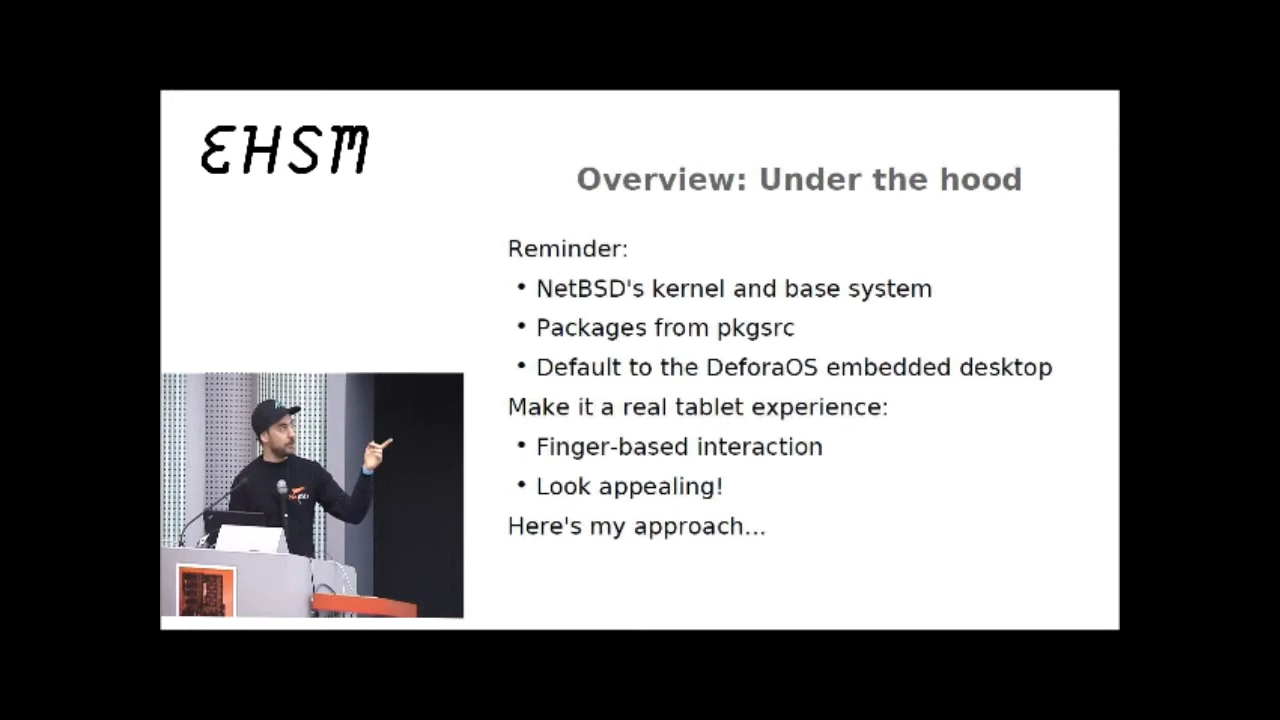 EHSM
Overview: Under the hood
Reminder:
• NetBSD's kernel and base system
• Packages from pkgsrc
• Default to the DeforaOS embedded desktop
Make it a real tablet experience:
• Finger-based interaction
• Look appealing!
Here's my approach...